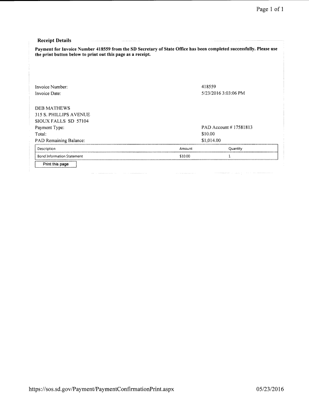 Page 1 of 1
Receipt Details
Payment for Invoice Number 418559 from the SD Secretary of State Office has been completed successfully. Please use
the print button below to print out this page as a receipt.
Invoice Number: 418559
Invoice Date: 5/23/2016 3:03:06 PM
DEB MATHEWS
315 S. PHILLIPS AVENUE
SIOUX FALLS SD 57104
Payment Type: PAD Account # 17581813
Total: $10.00
PAD Remaining Balance: $3,014.00
Description Amount Quantity
Bond Information Statement $10.00 1
Print this page
https://sos.sd.gov/Payment/PaymentConfirmationPrint.aspx 05/23/2016